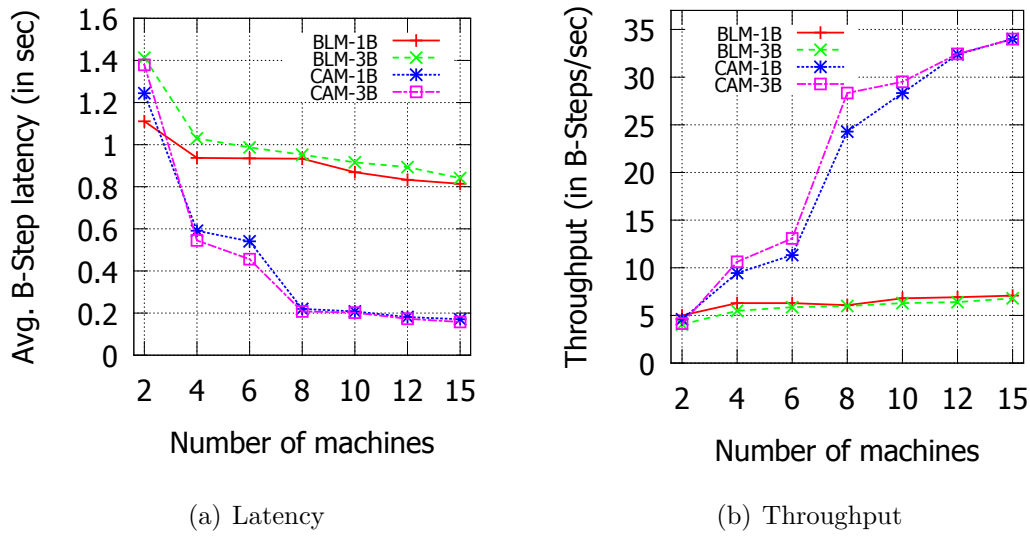 Avg. B-Step latency (in sec)
1.6
1.4
1.2
1
0.8
0.6
0.4
0.2
0
BLM-1B
BLM-3B
CAM-1B
CAM-3B
2 4 6 8 10 12 15
Number of machines
(a) Latency
Throughput (in B-Steps/sec)
35
30
25
20
15
10
5
0
BLM-1B
BLM-3B
CAM-1B
CAM-3B
2 4 6 8 10 12 15
Number of machines
(b) Throughput